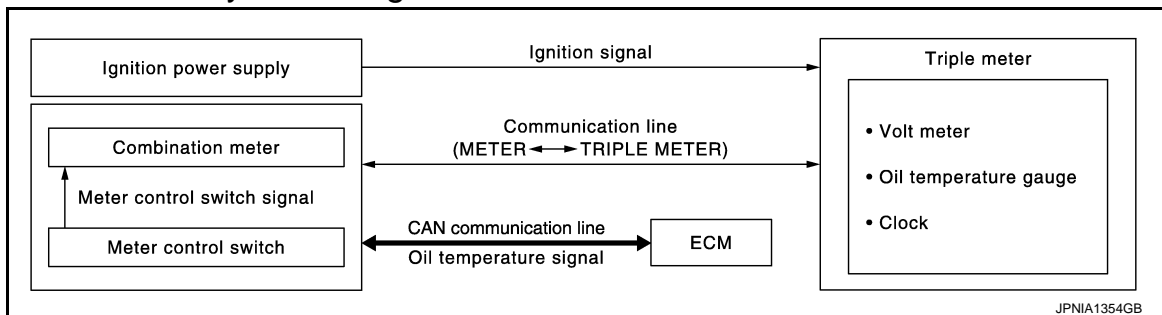 Ignition power supply
Ignition signal
Triple meter
Combination meter
Meter control switch signal
Meter control switch
Communication line
(METER ↔ TRIPLE METER)
CAN communication line
Oil temperature signal
ECM
• Volt meter
• Oil temperature gauge
• Clock
JPNIA1354GB